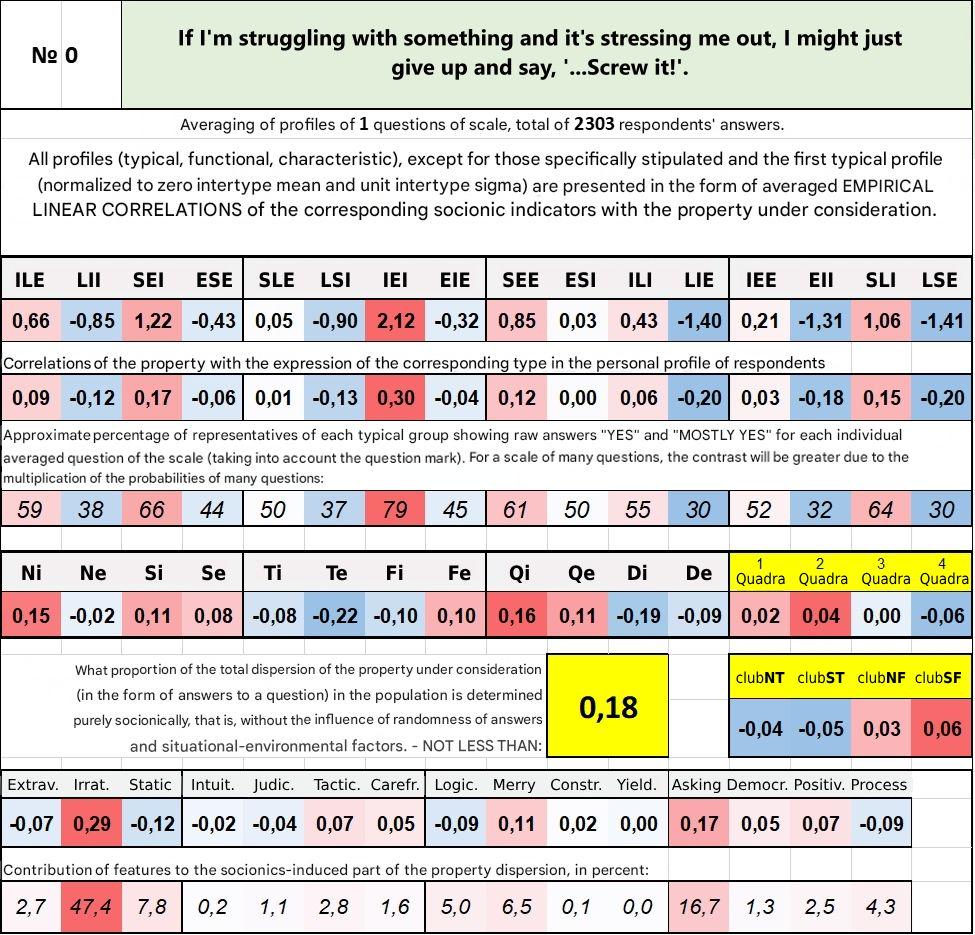 № 0
If I'm struggling with something and it's stressing me out, I might just
give up and say, '...Screw it!'.
Averaging of profiles of 1 questions of scale, total of 2303 respondents' answers.
All profiles (typical, functional, characteristic), except for those specifically stipulated and the first typical profile
(normalized to zero intertype mean and unit intertype sigma) are presented in the form of averaged EMPIRICAL
LINEAR CORRELATIONS of the corresponding socionic indicators with the property under consideration.
ILE LII SEI ESE SLE LSI IEI EIE SEE ESI ILI LIE IEE EII SLI LSE
0,66 -0,85 1,22 -0,43 0,05 -0,90 2,12 -0,32 0,85 0,03 0,43 -1,40 0,21 -1,31 1,06 -1,41
Correlations of the property with the expression of the corresponding type in the personal profile of respondents
0,09 -0,12 0,17 -0,06 0,01 -0,13 0,30 -0,04 0,12 0,00 0,06 -0,20 0,03 -0,18 0,15 -0,20
Approximate percentage of representatives of each typical group showing raw answers "YES" and "MOSTLY YES" for each individual
averaged question of the scale (taking into account the question mark). For a scale of many questions, the contrast will be greater due to the
multiplication of the probabilities of many questions:
59 38 66 44 50 37 79 45 61 50 55 30 52 32 64 30
Ni Ne Si Se Ti Te Fi Fe Qi Qe Di De 1 Quadra 2 Quadra 3 Quadra 4 Quadra
0,15 -0,02 0,11 0,08 -0,08 -0,22 -0,10 0,10 0,16 0,11 -0,19 -0,09 0,02 0,04 0,00 -0,06
What proportion of the total dispersion of the property under consideration
(in the form of answers to a question) in the population is determined
purely socionically, that is, without the influence of randomness of answers
and situational-environmental factors. - NOT LESS THAN:
0,18
clubNT clubST clubNF clubSF
-0,04 -0,05 0,03 0,06
Extrav. Irrat. Static Intuit. Judic. Tactic. Carefr. Logic. Merry Constr. Yield. Asking Democr. Positiv. Process
-0,07 0,29 -0,12 -0,02 -0,04 0,07 0,05 -0,09 0,11 0,02 0,00 0,17 0,05 0,07 -0,09
Contribution of features to the socionics-induced part of the property dispersion, in percent:
2,7 47,4 7,8 0,2 1,1 2,8 1,6 5,0 6,5 0,1 0,0 16,7 1,3 2,5 4,3